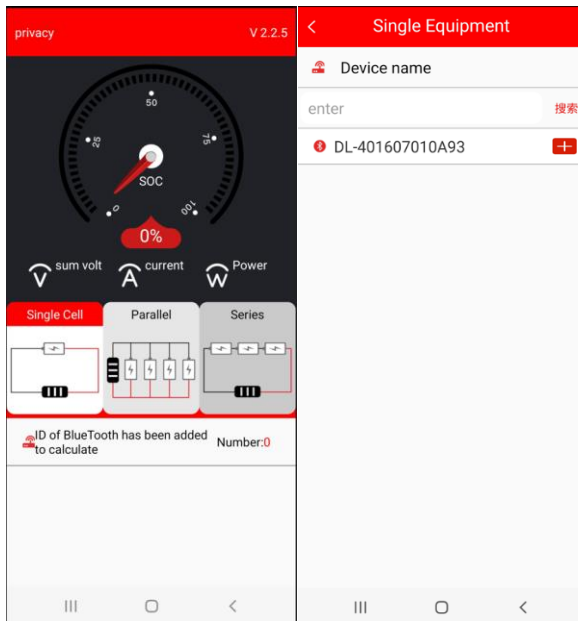 privacy
V 2.2.5
50
25
75
SOC
0
100
0%
V sum volt
A current
W Power
Single Cell
Parallel
Series
ID of BlueTooth has been added
to calculate
Number:0
Single Equipment
Device name
enter
搜索
DL-401607010A93